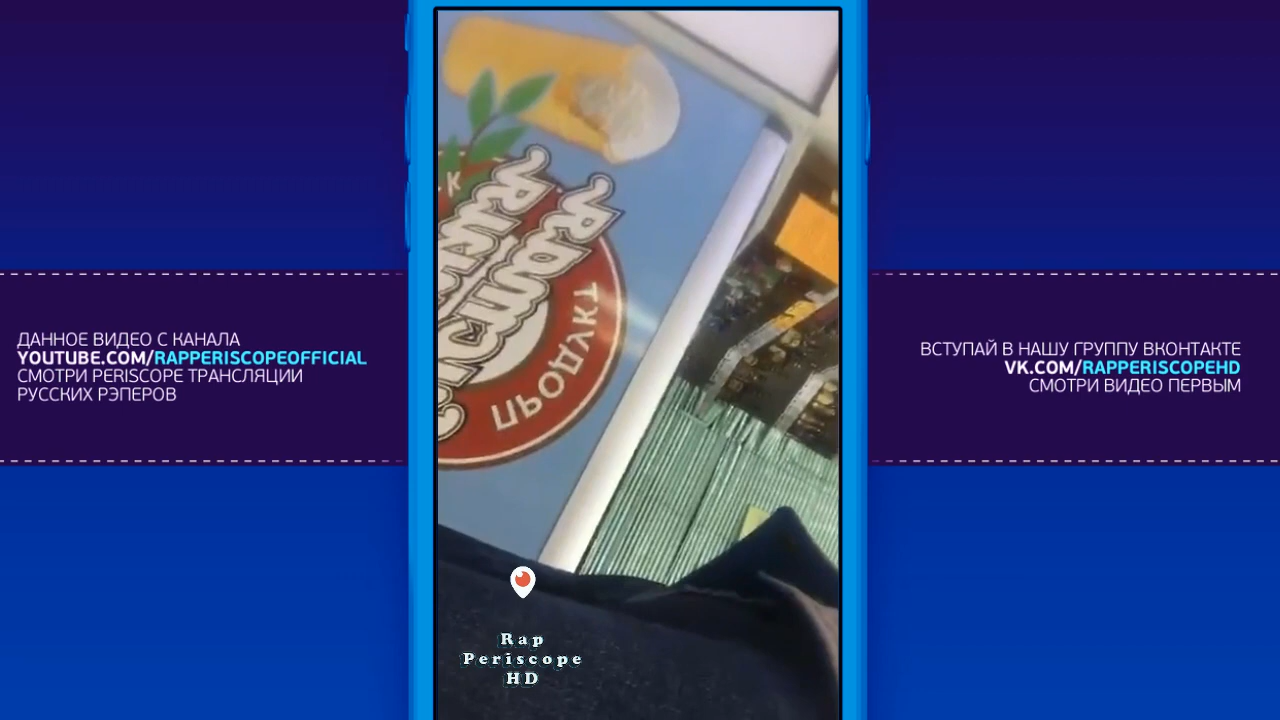 ДАННОЕ ВИДЕО С КАНАЛА
YOUTUBE.COM/RAPPERISCOPEOFFICIAL
СМОТРИ PERISCOPE ТРАНСЛЯЦИИ
РУССКИХ РЭПЕРОВ
ПРОДУКТ
Rap
Periscope
HD
ВСТУПАЙ В НАШУ ГРУППУ ВКОНТАКТЕ
VK.COM/RAPPERISCOPEHD
СМОТРИ ВИДЕО ПЕРВЫМ